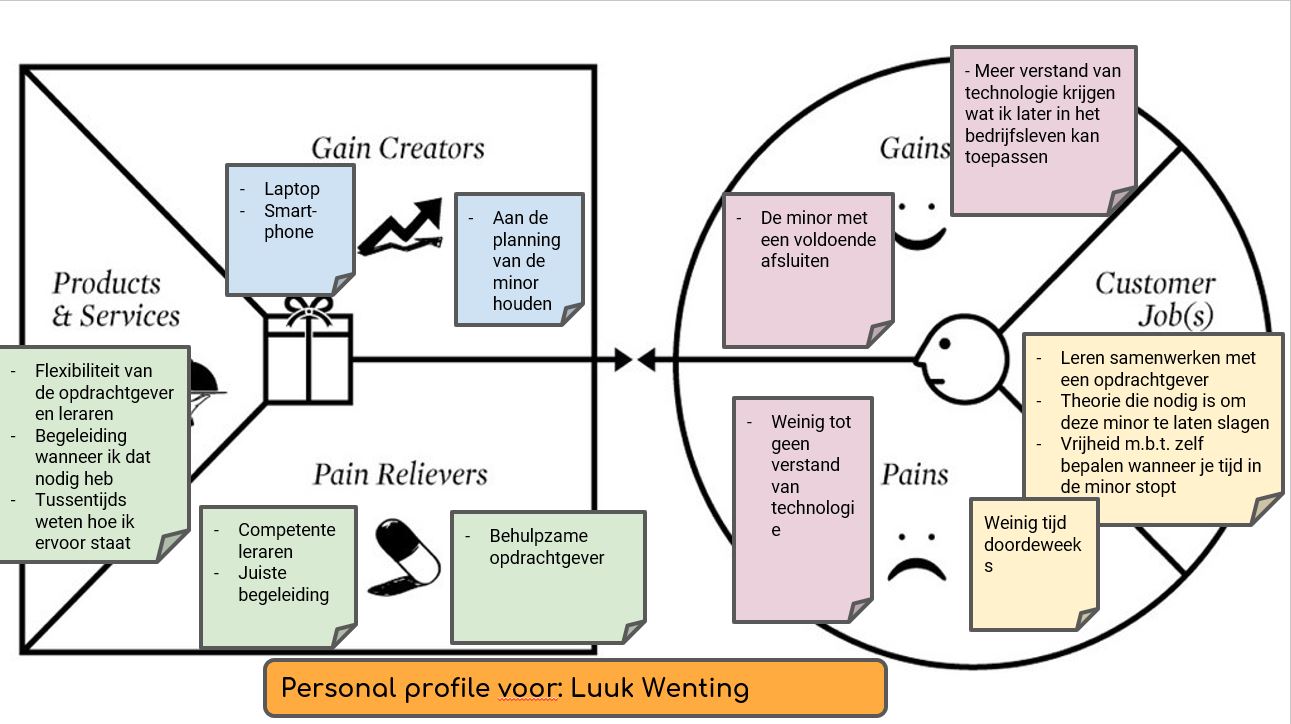 Gain Creators
- Laptop
- Smart-
phone
- Aan de
planning
van de
minor
houden
Products
& Services
- Flexibiliteit van
de opdrachtgever
en leraren
- Begeleiding
wanneer ik dat
nodig heb
- Tussentijds
weten hoe ik
ervoor staat
Pain Relievers
- Competente
leraren
- Juiste
begeleiding
- Behulpzame
opdrachtgever
Gains
- Meer verstand van
technologie krijgen
wat ik later in het
bedrijfsleven kan
toepassen
- De minor met
een voldoende
afsluiten
Customer
Job(s)
- Leren samenwerken met
een opdrachtgever
- Theorie die nodig is om
deze minor te laten slagen
- Vrijheid m.b.t. zelf
bepalen wanneer je tijd in
de minor stopt
Pains
- Weinig tot
geen
verstand
van
technologi
e
Weinig tijd
doordeweek
s
Personal profile voor: Luuk Wenting